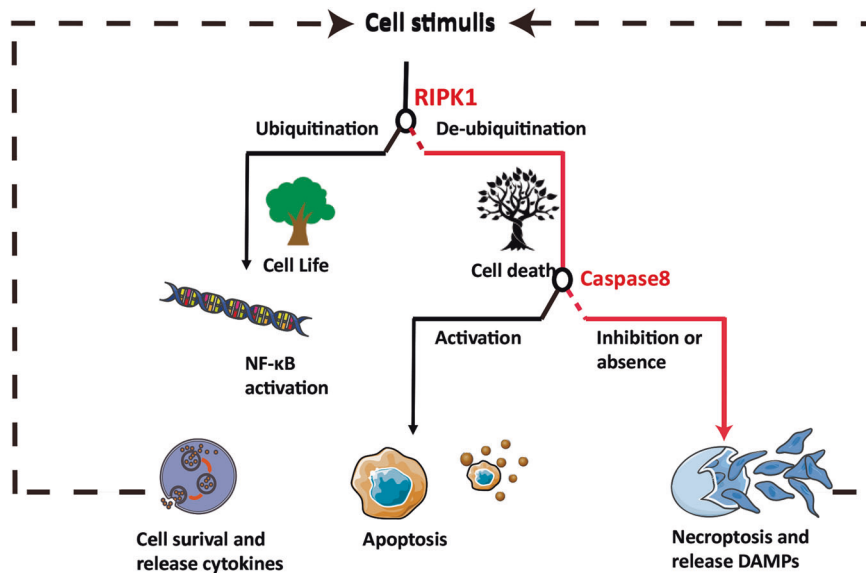 Cell stimulis
RIPK1
Ubiquitination
De-ubiquitination
Cell Life
Cell death
Caspase8
Activation
Inhibition or
absence
NF-κB
activation
Cell surival and
release cytokines
Apoptosis
Necroptosis and
release DAMPs